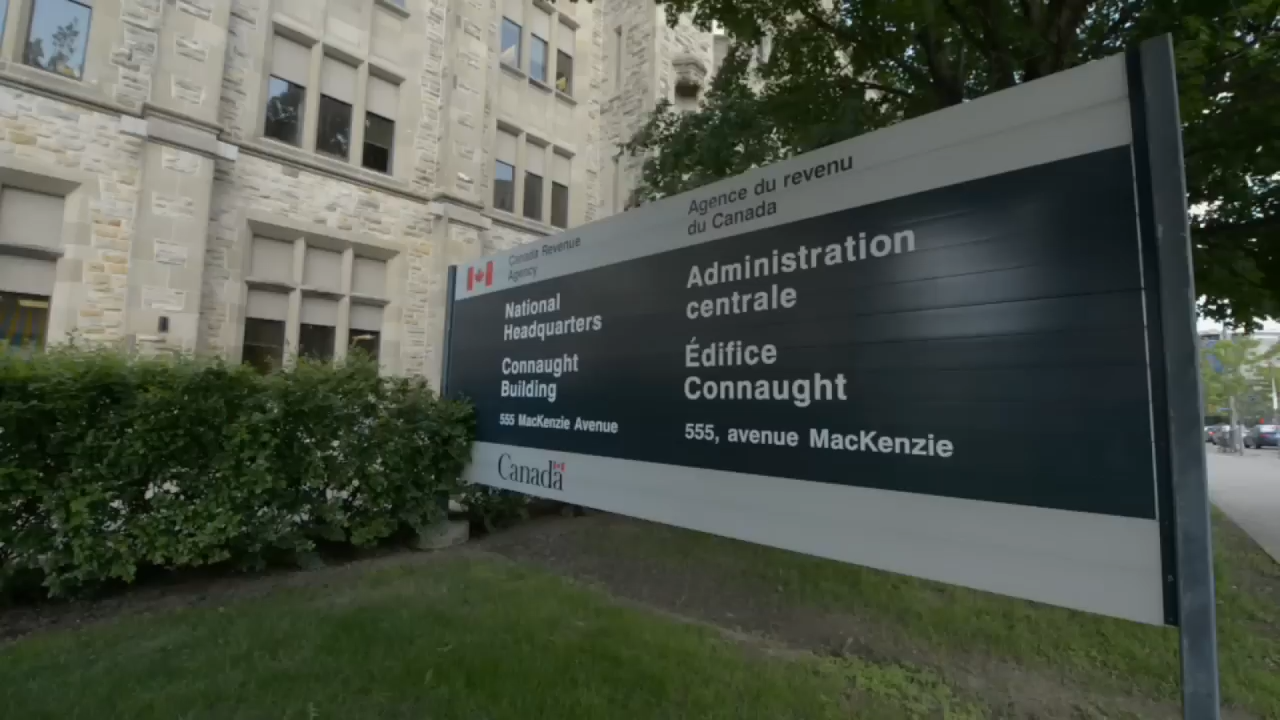 Canada Revenue
Agency
Agence du revenu
du Canada
National
Headquarters
Connaught
Building
555 MacKenzie Avenue
Administration
centrale
Édifice
Connaught
555, avenue MacKenzie
Canada